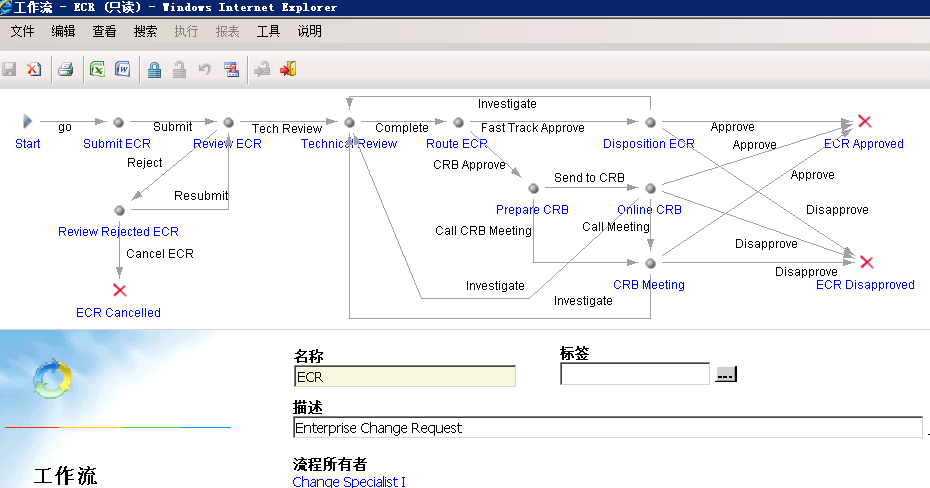 工作流 - ECR (只读) - Windows Internet Explorer
文件 编辑 查看 搜索 执行 报表 工具 说明
Investigate
go Submit Tech Review Complete Fast Track Approve Approve
Start Submit ECR Review ECR Technical Review Route ECR Disposition ECR Approve ECR Approved
Reject CRB Approve
Resubmit Send to CRB Approve
Review Rejected ECR Prepare CRB Online CRB Disapprove
Cancel ECR Call CRB Meeting Call Meeting Disapprove
Investigate CRB Meeting Disapprove ECR Disapproved
ECR Cancelled Investigate
名称 标签
ECR ...
描述
Enterprise Change Request
流程所有者
工作流 Change Specialist I